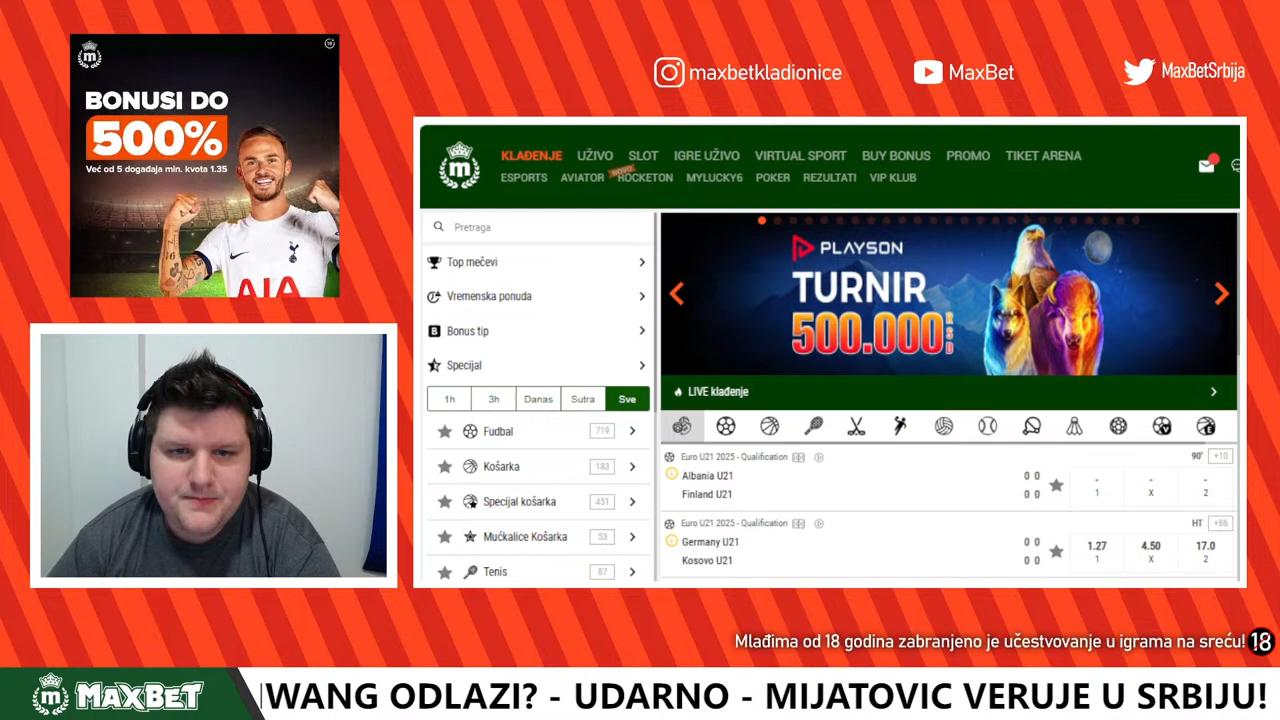 m
18
BONUSI DO
500%
Već od 5 događaja min. kvota 1.35
AIA
maxbetkladionice
MaxBet
MaxBetSrbija
m
KLAĐENJE UŽIVO SLOT IGRE UŽIVO VIRTUAL SPORT BUY BONUS PROMO TIKET ARENA
ESPORTS AVIATOR NOVO ROCKETON MYLUCKY6 POKER REZULTATI VIP KLUB
Pretraga
Top mečevi
Vremenska ponuda
B Bonus tip
Specijal
1h 3h Danas Sutra Sve
Fudbal 719
Košarka 183
Specijal košarka 451
Mućkalice Košarka 53
Tenis 87
PLAYSON
TURNIR
500.000 RSD
LIVE klađenje
Euro U21 2025 - Qualification 90' +10
Albania U21 0 0 - - -
Finland U21 0 0 1 X 2
Euro U21 2025 - Qualification HT +86
Germany U21 0 0 1.27 4.50 17.0
Kosovo U21 0 0 1 X 2
Mlađima od 18 godina zabranjeno je učestvovanje u igrama na sreću! 18
m MAXBET
WANG ODLAZI? - UDARNO - MIJATOVIC VERUJE U SRBIJU!